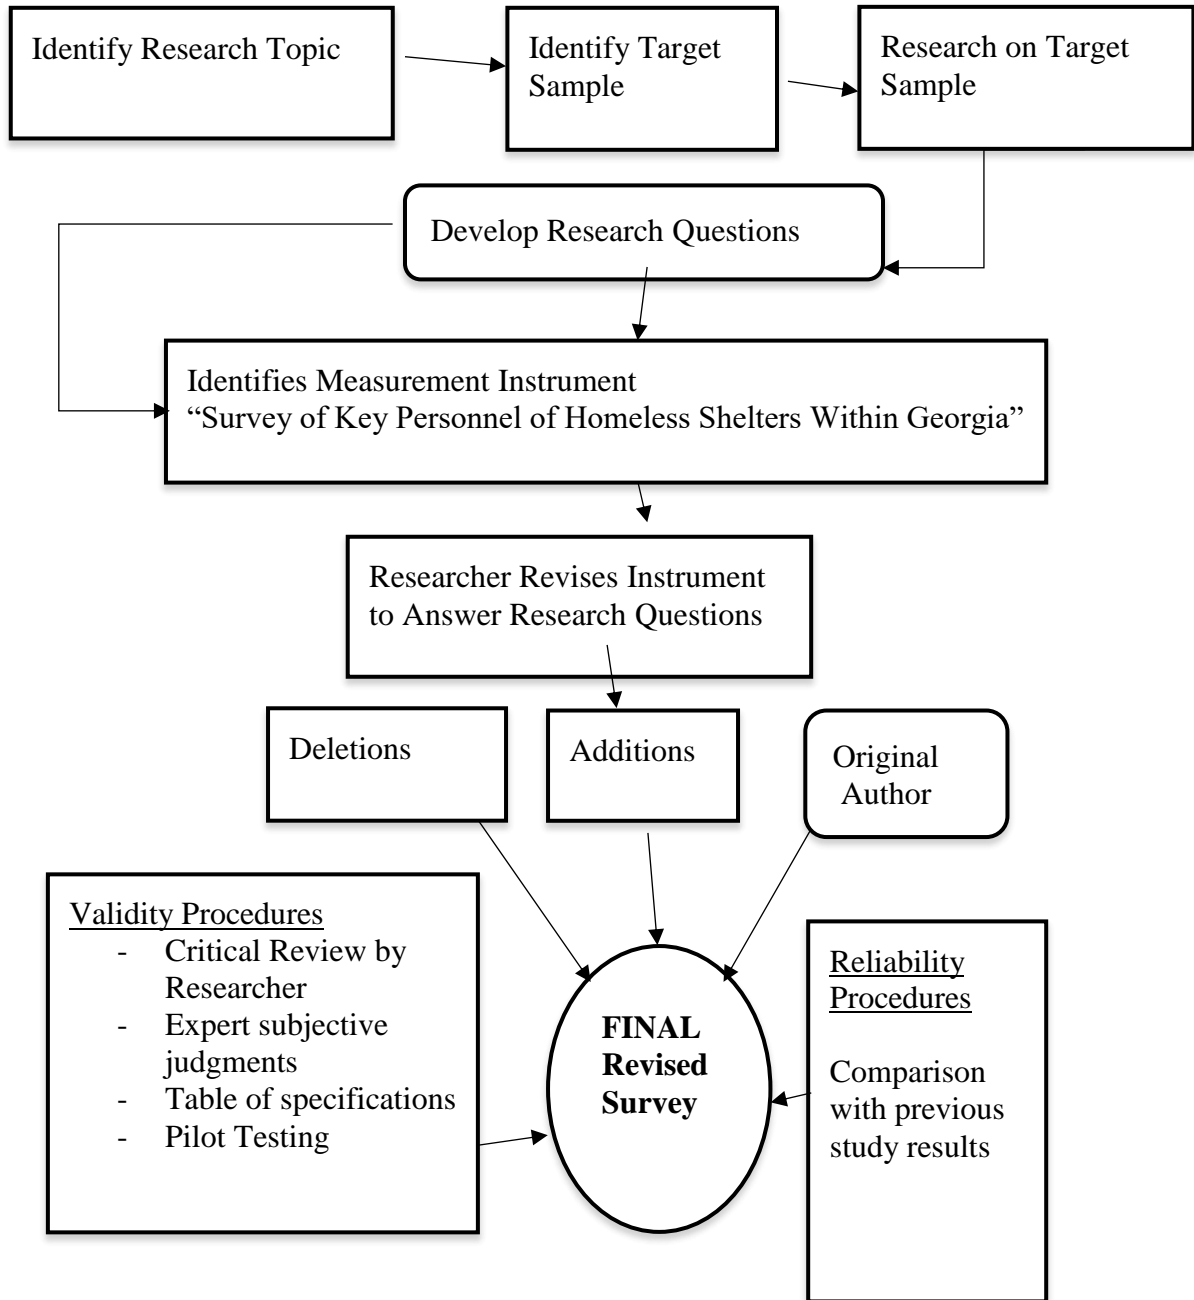 Identify Research Topic
Identify Target
Sample
Research on Target
Sample
Develop Research Questions
Identifies Measurement Instrument
“Survey of Key Personnel of Homeless Shelters Within Georgia”
Researcher Revises Instrument
to Answer Research Questions
Deletions
Additions
Original
Author
Validity Procedures
- Critical Review by
Researcher
- Expert subjective
judgments
- Table of specifications
- Pilot Testing
FINAL
Revised
Survey
Reliability
Procedures
Comparison
with previous
study results